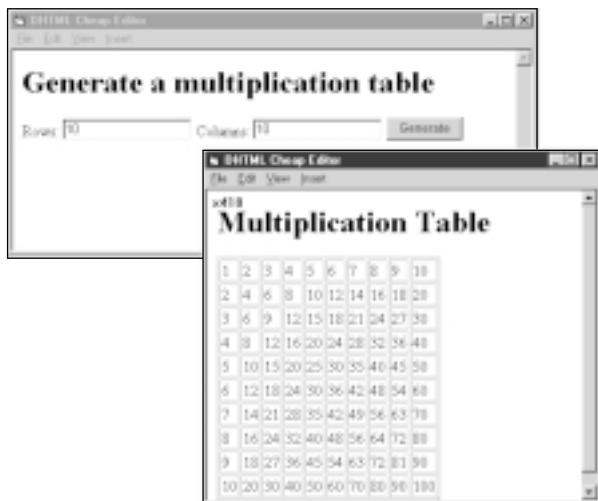 DHTML Cheap Editor
File Edit View Insert
Generate a multiplication table
Rows: 10 Columns: 10 Generate
DHTML Cheap Editor
File Edit View Insert
x410
Multiplication Table
1 2 3 4 5 6 7 8 9 10
2 4 6 8 10 12 14 16 18 20
3 6 9 12 15 18 21 24 27 30
4 8 12 16 20 24 28 32 36 40
5 10 15 20 25 30 35 40 45 50
6 12 18 24 30 36 42 48 54 60
7 14 21 28 35 42 49 56 63 70
8 16 24 32 40 48 56 64 72 80
9 18 27 36 45 54 63 72 81 90
10 20 30 40 50 60 70 80 90 100